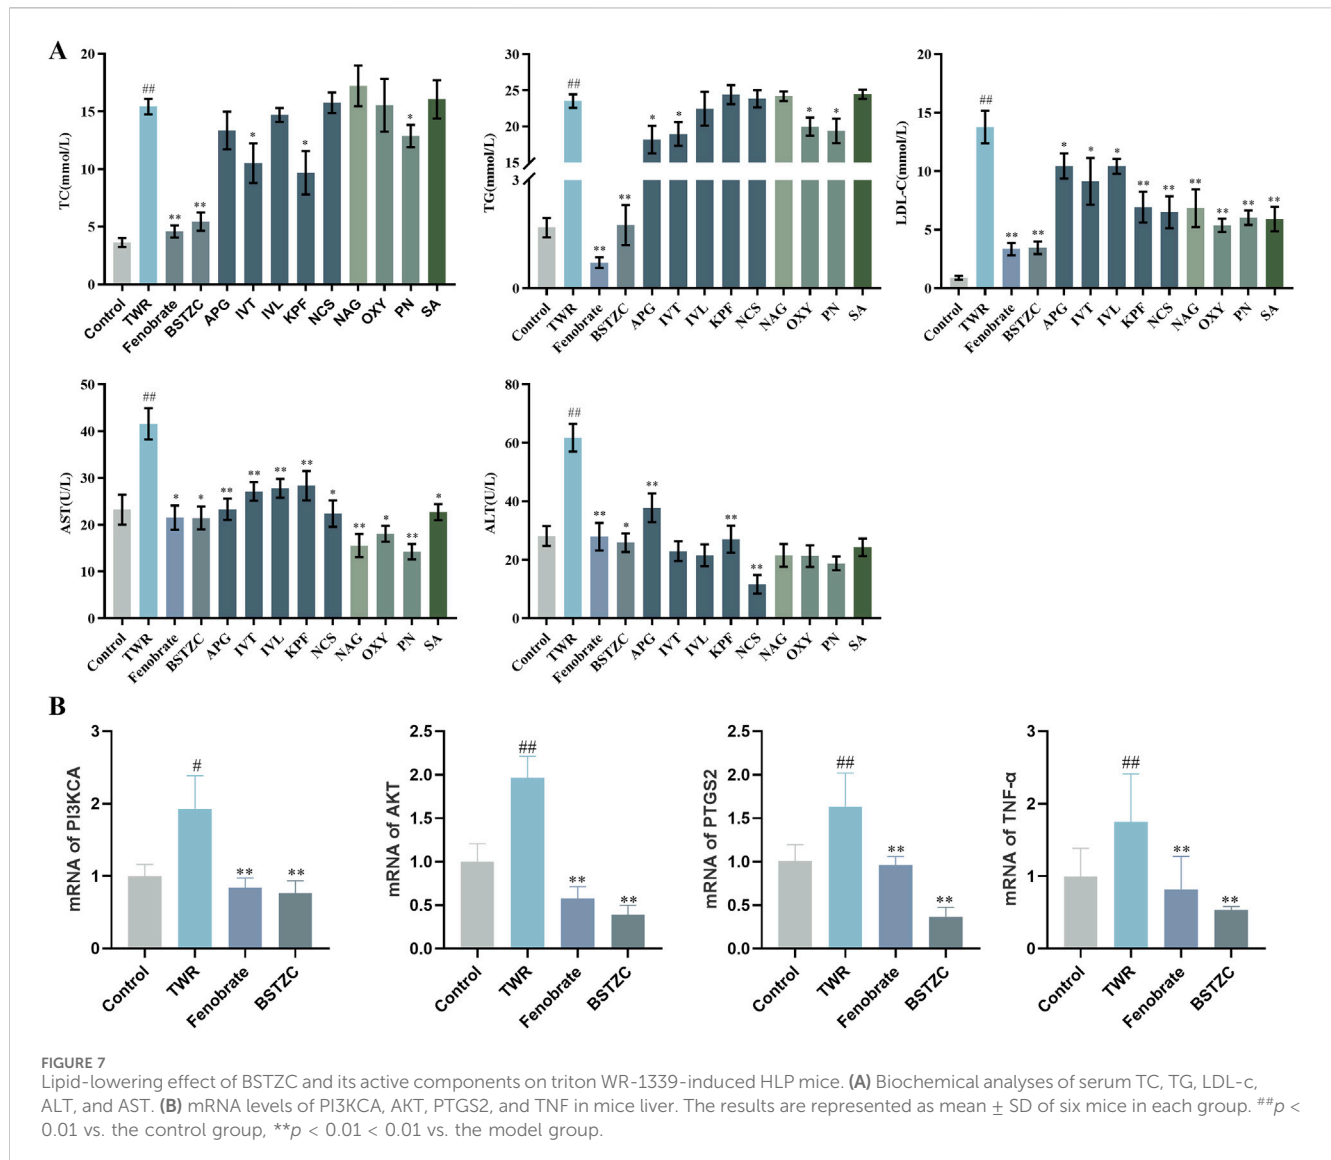 A
TC(mmol/L)
20
15
10
5
0
##
**
**
*
*
*
Control
TWR
Fenobrate
BSTZC
APG
IVT
IVL
KPF
NCS
NAG
OXY
PN
SA
TG(mmol/L)
30
25
20
15
3
0
##
**
**
*
*
*
*
Control
TWR
Fenobrate
BSTZC
APG
IVT
IVL
KPF
NCS
NAG
OXY
PN
SA
LDL-C(mmol/L)
20
15
10
5
0
##
**
**
*
*
*
**
**
**
**
**
**
Control
TWR
Fenobrate
BSTZC
APG
IVT
IVL
KPF
NCS
NAG
OXY
PN
SA
AST(U/L)
50
40
30
20
10
0
##
*
*
**
**
**
**
*
**
*
**
*
Control
TWR
Fenobrate
BSTZC
APG
IVT
IVL
KPF
NCS
NAG
OXY
PN
SA
ALT(U/L)
80
60
40
20
0
##
**
*
**
**
**
Control
TWR
Fenobrate
BSTZC
APG
IVT
IVL
KPF
NCS
NAG
OXY
PN
SA
B
mRNA of PI3KCA
3
2
1
0
#
**
**
Control
TWR
Fenobrate
BSTZC
mRNA of AKT
2.5
2.0
1.5
1.0
0.5
0.0
##
**
**
Control
TWR
Fenobrate
BSTZC
mRNA of PTGS2
2.5
2.0
1.5
1.0
0.5
0.0
##
**
**
Control
TWR
Fenobrate
BSTZC
mRNA of TNF-α
3
2
1
0
##
**
**
Control
TWR
Fenobrate
BSTZC
FIGURE 7
Lipid-lowering effect of BSTZC and its active components on triton WR-1339-induced HLP mice. (A) Biochemical analyses of serum TC, TG, LDL-c,
ALT, and AST. (B) mRNA levels of PI3KCA, AKT, PTGS2, and TNF in mice liver. The results are represented as mean ± SD of six mice in each group. ##p <
0.01 vs. the control group, **p < 0.01 < 0.01 vs. the model group.